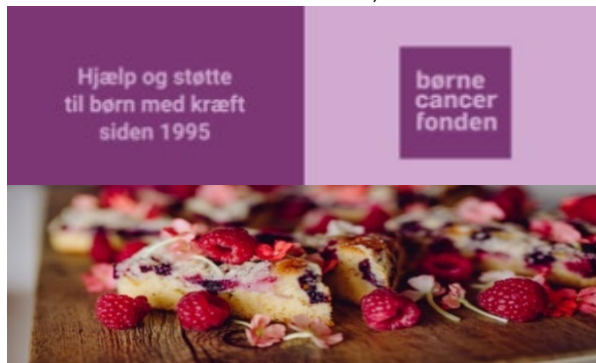 Hjælp og støtte
til børn med kræft
siden 1995
børne
cancer
fonden